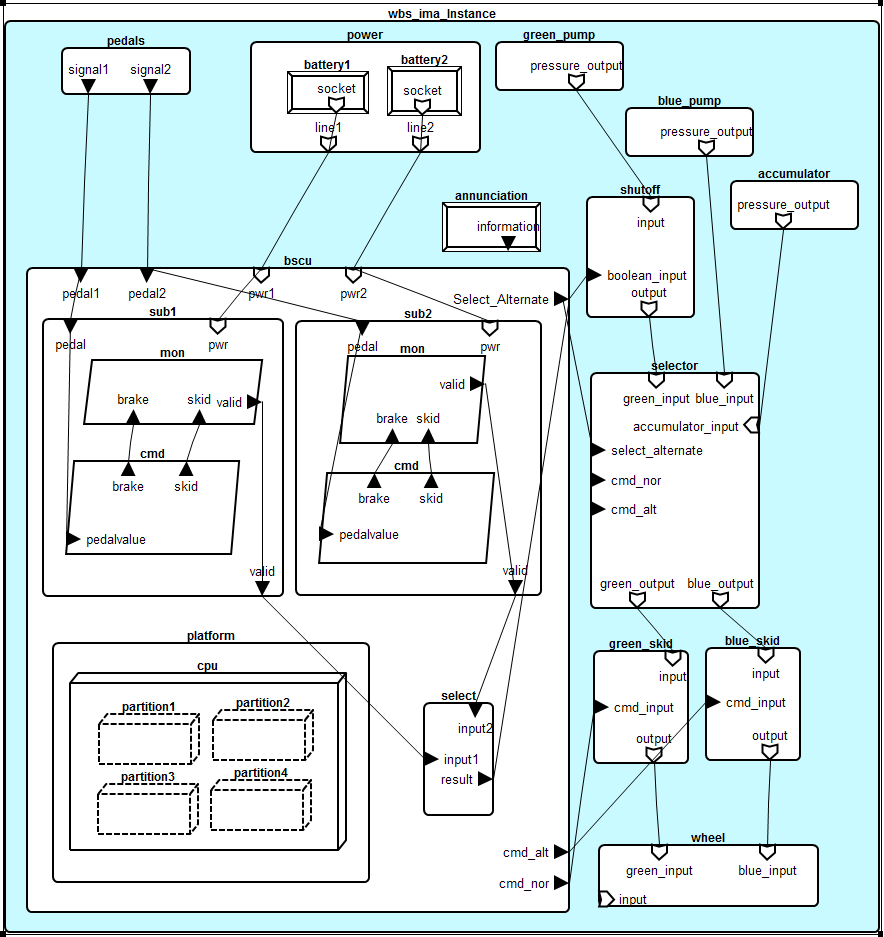 wbs_ima_Instance
pedals
signal1
signal2
power
battery1
socket
battery2
socket
line1
line2
green_pump
pressure_output
blue_pump
pressure_output
accumulator
pressure_output
annunciation
information
shutoff
input
boolean_input
output
bscu
pedal1
pedal2
pwr1
pwr2
Select_Alternate
sub1
pedal
pwr
mon
brake
skid
valid
cmd
brake
skid
pedalvalue
valid
sub2
pedal
pwr
mon
valid
brake
skid
cmd
brake
skid
pedalvalue
valid
selector
green_input
blue_input
accumulator_input
select_alternate
cmd_nor
cmd_alt
green_output
blue_output
platform
cpu
partition1
partition2
partition3
partition4
select
input2
input1
result
cmd_alt
cmd_nor
green_skid
input
cmd_input
output
blue_skid
input
cmd_input
output
wheel
green_input
blue_input
input